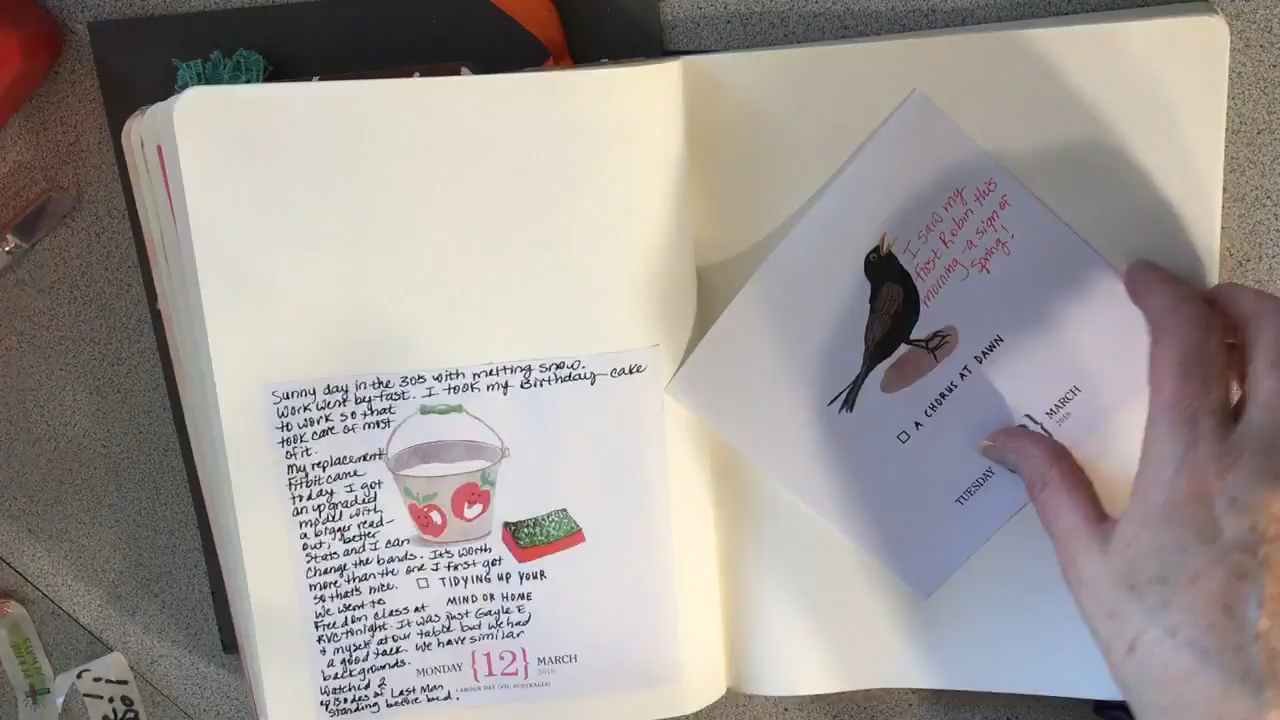 Sunny day in the 30s with melting snow.
Work went by fast. I took my Birthday cake
to work so that
took care of most
of it.
My replacement
Fitbit came
today. I got
an upgraded
model with
a bigger read-
out, better
stats and I can
change the bands. It's worth
more than the one I first got
so that's nice.
☐ TIDYING UP YOUR
MIND OR HOME
We went to
Freedom class at
RVC tonight. It was just Gayle E,
& myself at our table but we had
a good talk. We have similar
backgrounds.
Watched 2
episodes of Last Man
Standing before bed.
MONDAY {12} MARCH
2018
LABOUR DAY (VIC, AUSTRALIA)
I saw my
first Robin this
morning - a sign of
Spring!
☐ A CHORUS AT DAWN
TUESDAY } MARCH
2018